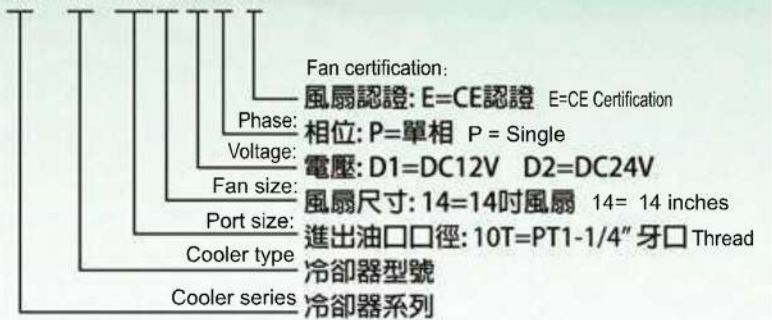 Fan certification:
風扇認證: E=CE認證 E=CE Certification
Phase: 相位: P=單相 P = Single
Voltage: 電壓: D1=DC12V D2=DC24V
Fan size: 風扇尺寸: 14=14吋風扇 14= 14 inches
Port size: 進出油口口徑: 10T=PT1-1/4" 牙口 Thread
Cooler type 冷卻器型號
Cooler series 冷卻器系列